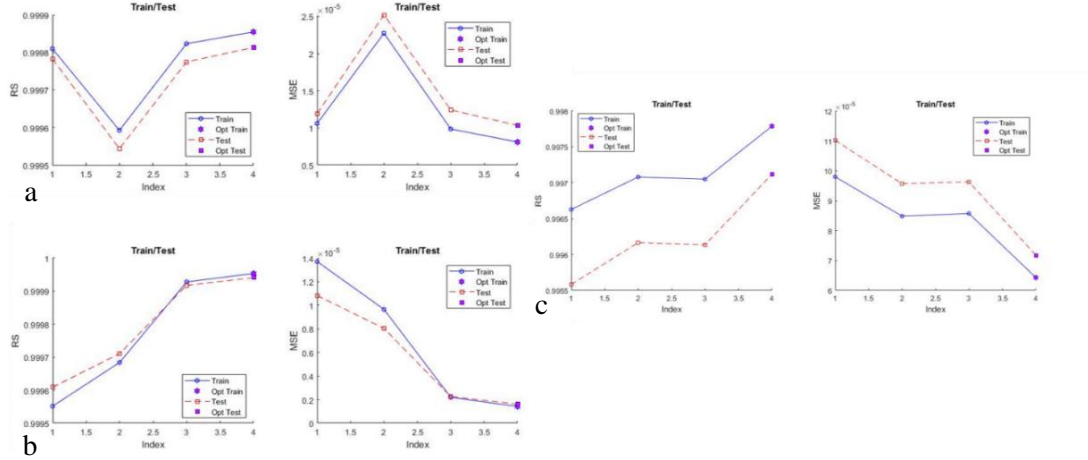 Train/Test
RS
0.9999
0.9998
0.9997
0.9996
0.9995
1 1.5 2 2.5 3 3.5 4
Index
Train
Opt Train
Test
Opt Test
Train/Test
× 10⁻⁵
MSE
2.5
2
1.5
1
0.5
1 1.5 2 2.5 3 3.5 4
Index
Train
Opt Train
Test
Opt Test
a
Train/Test
RS
1
0.9999
0.9998
0.9997
0.9996
0.9995
1 1.5 2 2.5 3 3.5 4
Index
Train
Opt Train
Test
Opt Test
Train/Test
× 10⁻⁵
MSE
1.4
1.2
1
0.8
0.6
0.4
0.2
0
1 1.5 2 2.5 3 3.5 4
Index
Train
Opt Train
Test
Opt Test
b
Train/Test
RS
0.998
0.9975
0.997
0.9965
0.996
0.9955
1 1.5 2 2.5 3 3.5 4
Index
Train
Opt Train
Test
Opt Test
Train/Test
× 10⁻⁵
MSE
12
11
10
9
8
7
6
1 1.5 2 2.5 3 3.5 4
Index
Train
Opt Train
Test
Opt Test
c